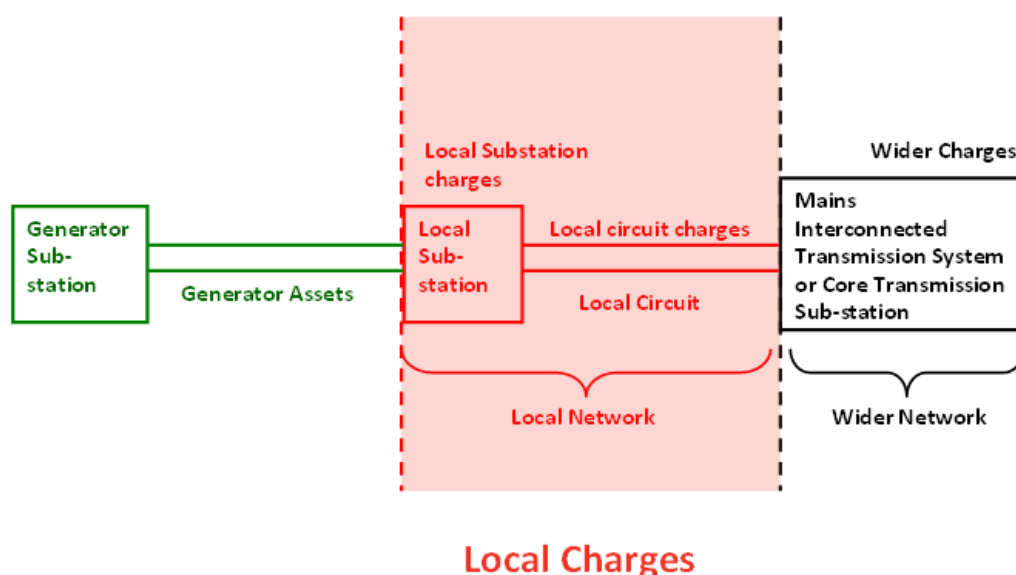 Local Substation
charges
Wider Charges
Generator
Sub-
station
Generator Assets
Local
Sub-
station
Local circuit charges
Local Circuit
Mains
Interconnected
Transmission System
or Core Transmission
Sub-station
Local Network
Wider Network
Local Charges